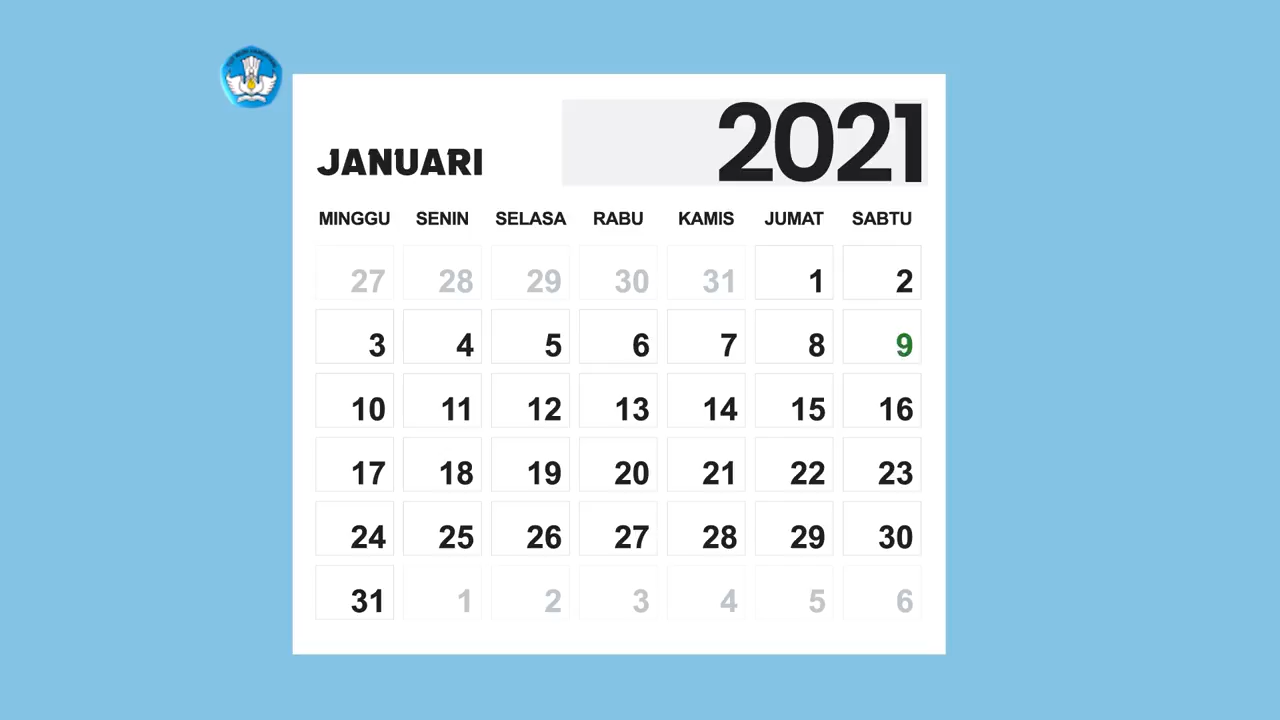 JANUARI
2021
MINGGU SENIN SELASA RABU KAMIS JUMAT SABTU
27 28 29 30 31 1 2
3 4 5 6 7 8 9
10 11 12 13 14 15 16
17 18 19 20 21 22 23
24 25 26 27 28 29 30
31 1 2 3 4 5 6